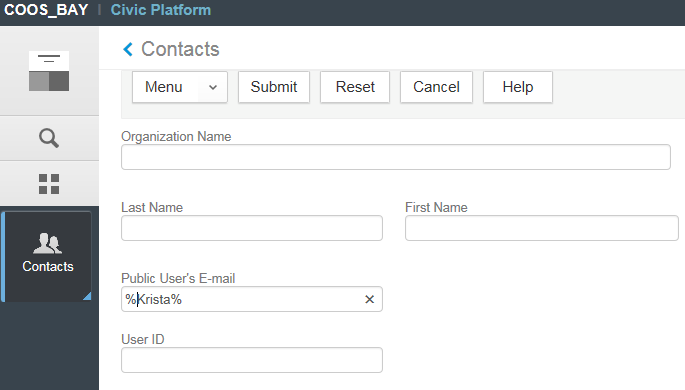 COOS_BAY | Civic Platform
Contacts
Menu Submit Reset Cancel Help
Organization Name
Last Name First Name
Contacts
Public User's E-mail
%Krista%
User ID